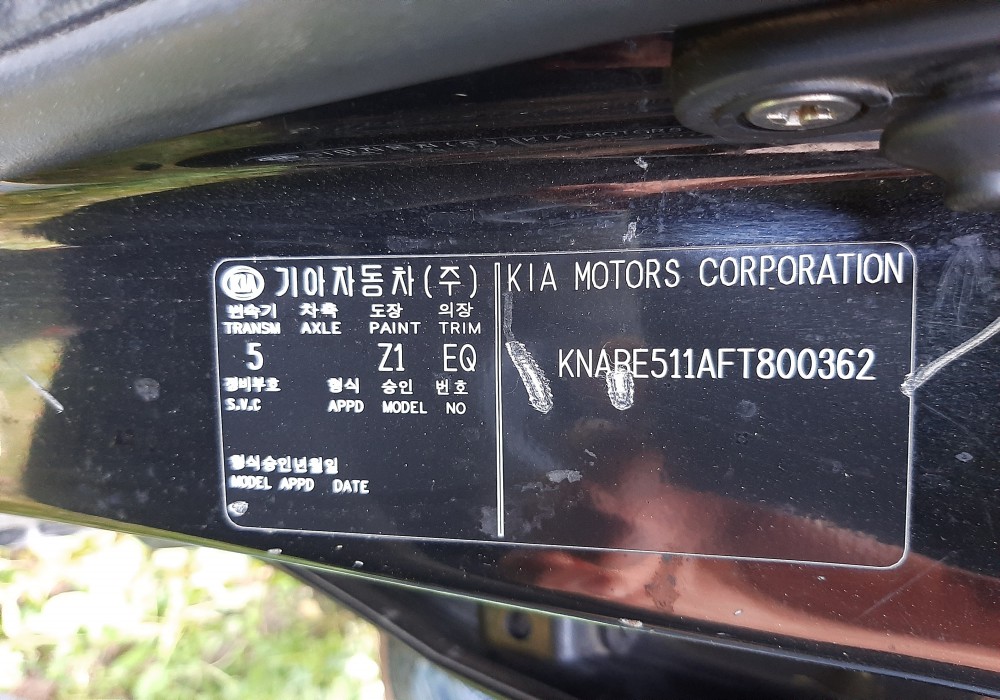 KIA 기아자동차(주) KIA MOTORS CORPORATION
변속기 차축 도장 의장
TRANSM AXLE PAINT TRIM
5 Z1 EQ KNABE511AFT800362
정비부호 형식 승인 번호
S.V.C APPD MODEL NO
형식승인년월일
MODEL APPD DATE